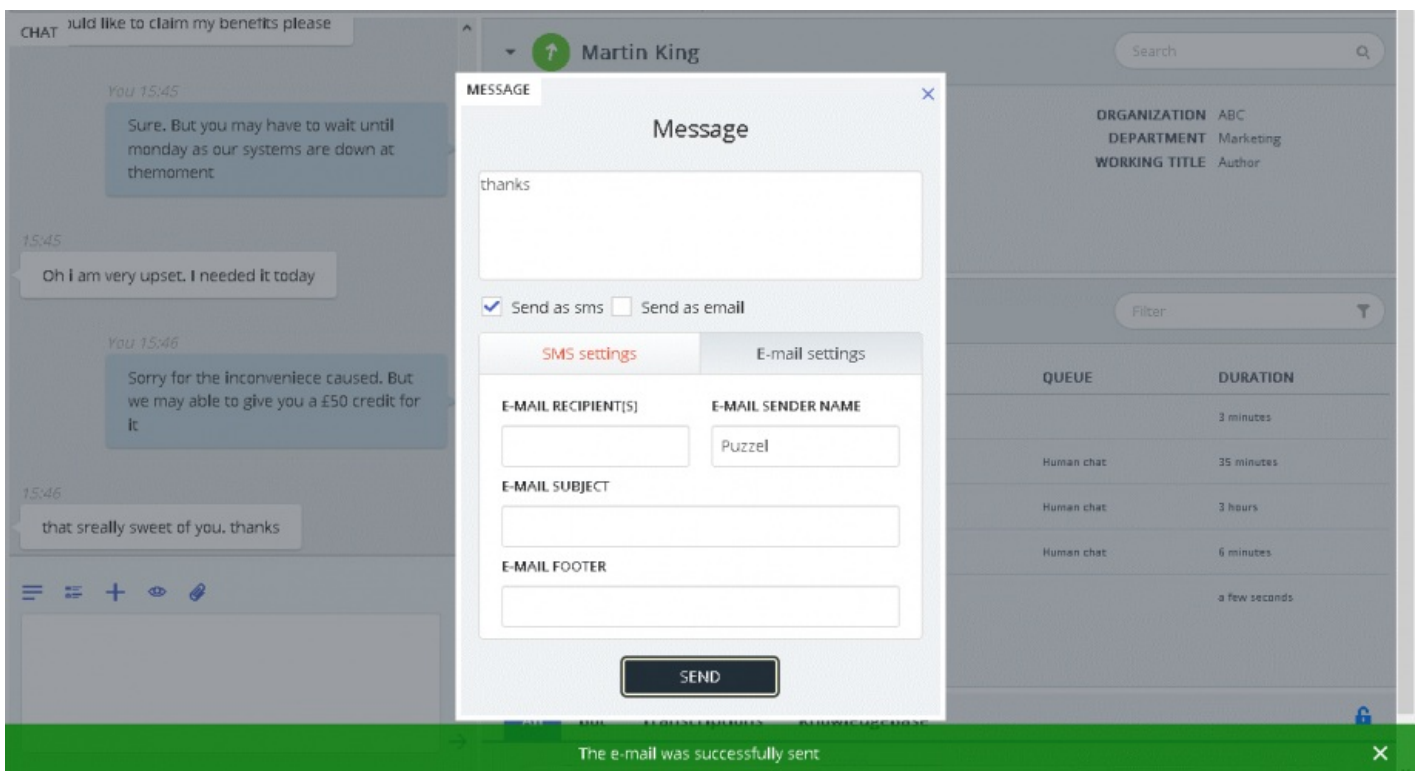 CHAT
ould like to claim my benefits please
You 15:45
Sure. But you may have to wait until
monday as our systems are down at
themoment
15:45
Oh i am very upset. I needed it today
You 15:46
Sorry for the inconveniece caused. But
we may able to give you a £50 credit for
it
15:46
that sreally sweet of you. thanks
Martin King
Search
ORGANIZATION ABC
DEPARTMENT Marketing
WORKING TITLE Author
MESSAGE
Message
thanks
Send as sms Send as email
SMS settings E-mail settings
E-MAIL RECIPIENT(S) E-MAIL SENDER NAME
Puzzel
E-MAIL SUBJECT
E-MAIL FOOTER
SEND
Filter
QUEUE DURATION
3 minutes
Human chat 35 minutes
Human chat 3 hours
Human chat 6 minutes
a few seconds
Transcriptions Knowledgebase
The e-mail was successfully sent